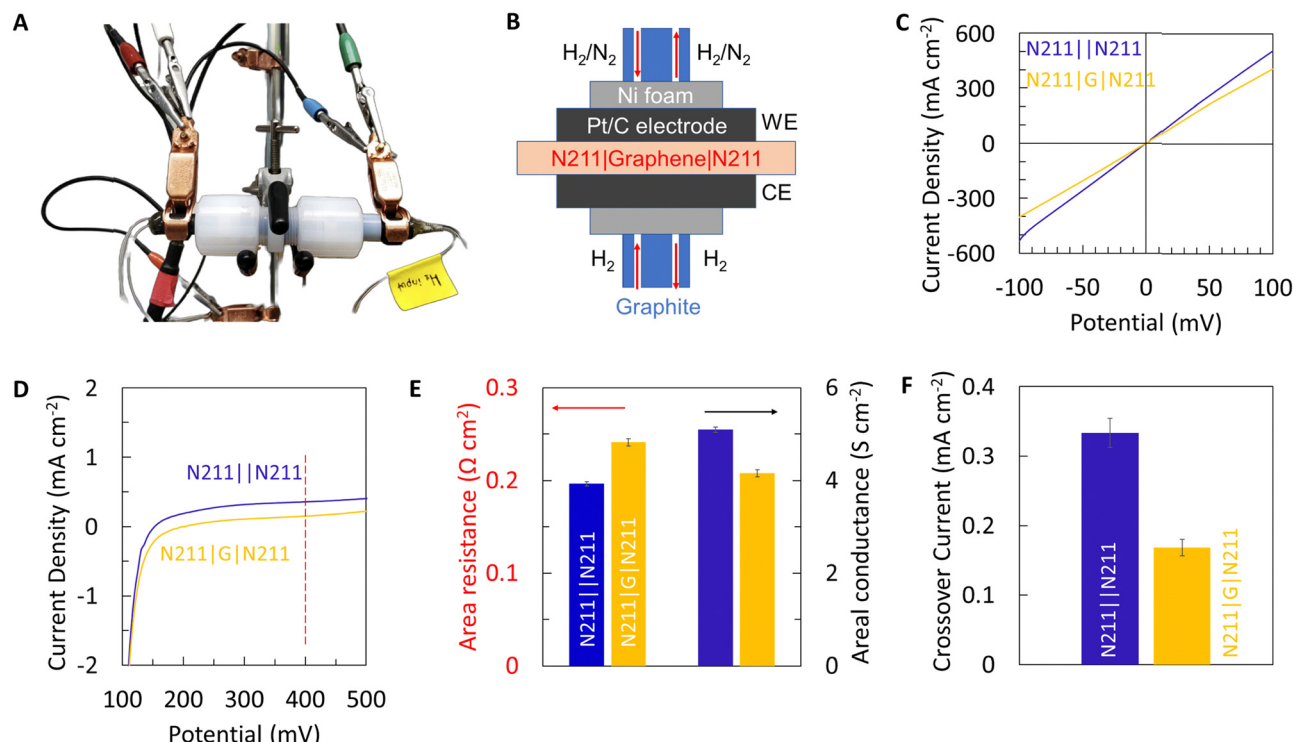 A
H₂ input
B
H₂/N₂ H₂/N₂
Ni foam
Pt/C electrode WE
N211|Graphene|N211
CE
H₂ H₂
Graphite
C
Current Density (mA cm⁻²)
600
300
0
-300
-600
N211||N211
N211|G|N211
-100 -50 0 50 100
Potential (mV)
D
Current Density (mA cm⁻²)
2
1
0
-1
-2
N211||N211
N211|G|N211
100 200 300 400 500
Potential (mV)
E
Area resistance (Ω cm²)
0.3
0.2
0.1
0
N211||N211
N211|G|N211
6
4
2
0
Areal conductance (S cm⁻²)
F
Crossover Current (mA cm⁻²)
0.4
0.3
0.2
0.1
0
N211||N211
N211|G|N211